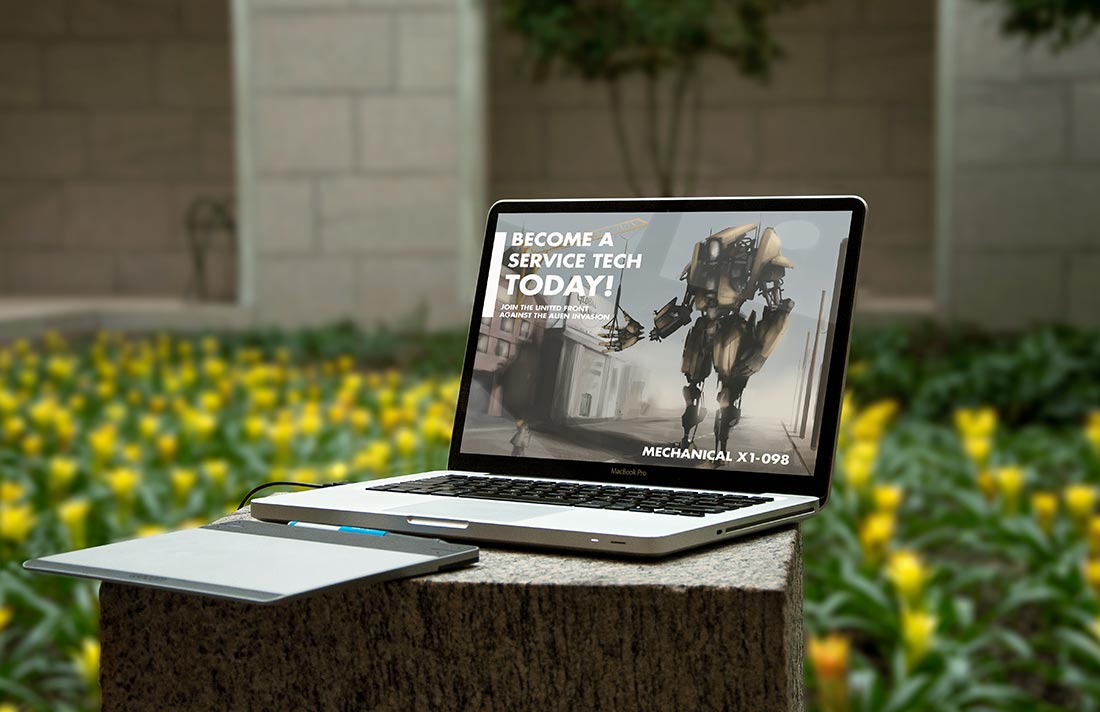 BECOME A
SERVICE TECH
TODAY!
JOIN THE UNITED FRONT
AGAINST THE ALIEN INVASION
MECHANICAL X1-098
MacBook Pro